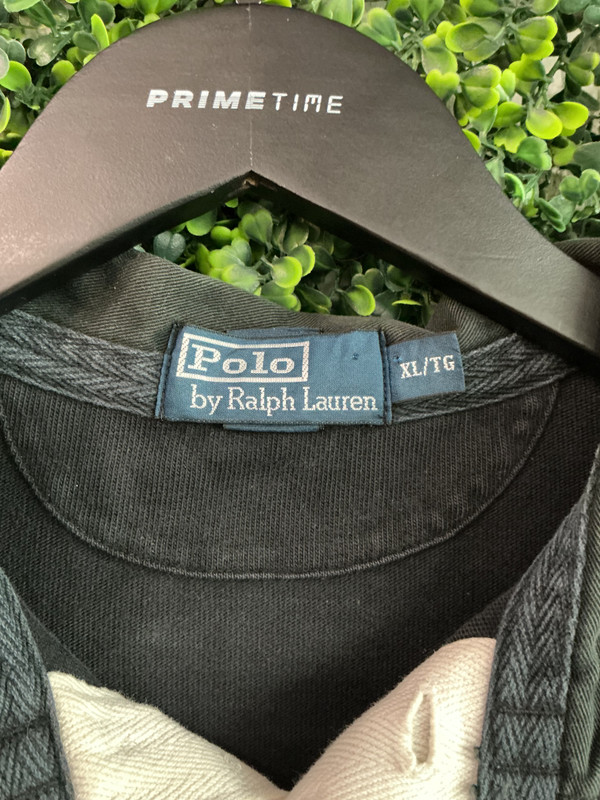 PRIMETIME
Polo
by Ralph Lauren
XL/TG